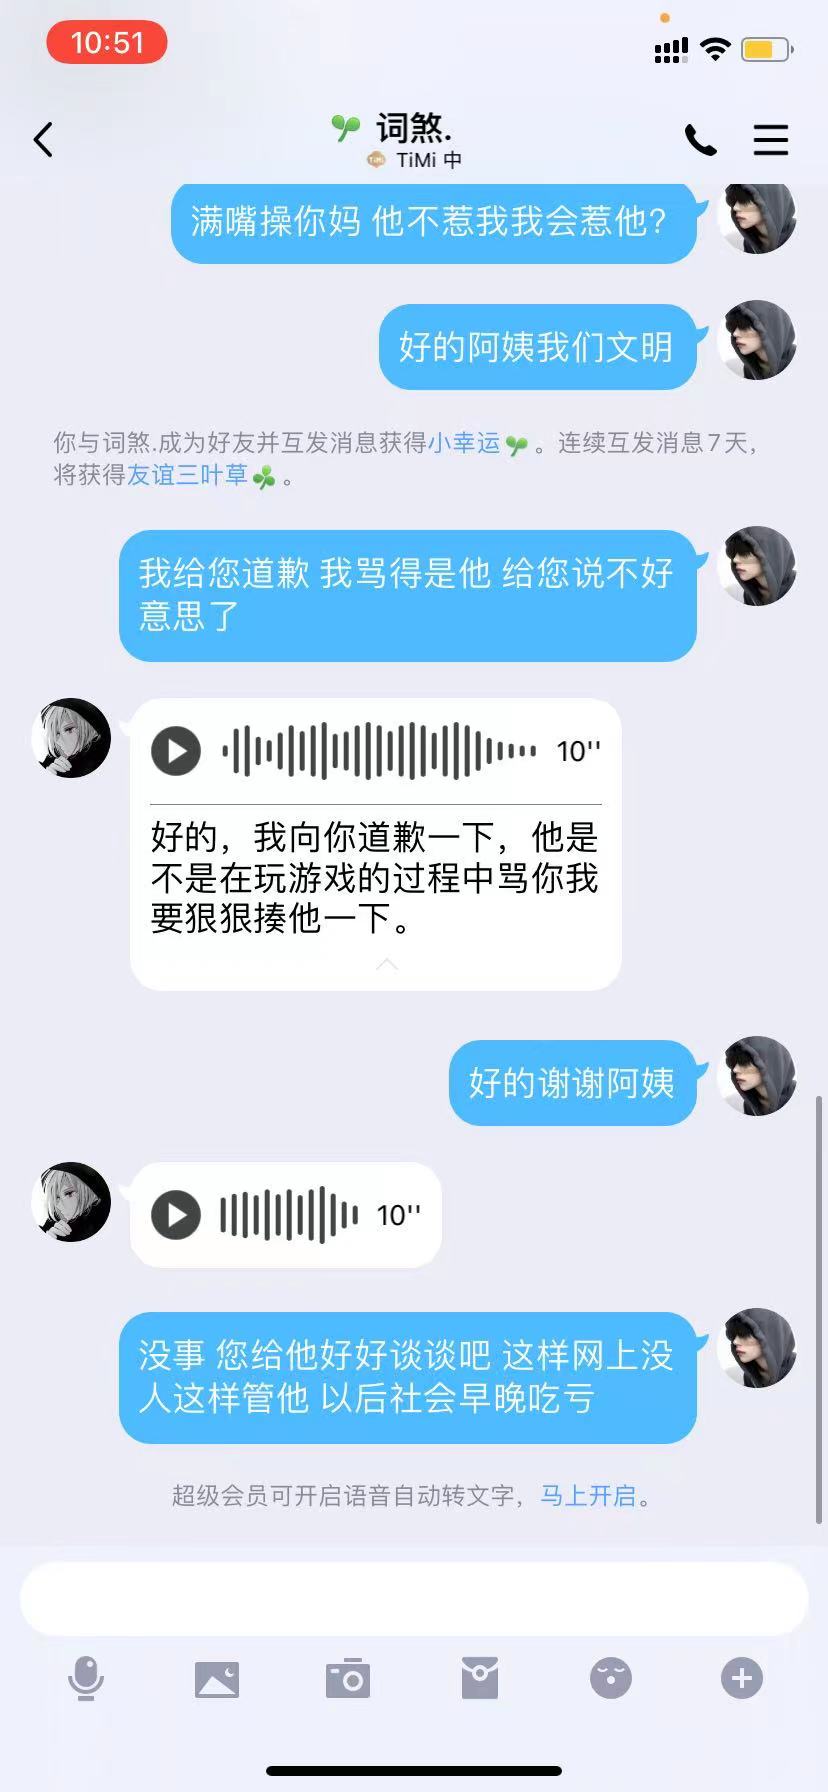 10:51
词煞.
TiMi 中
满嘴操你妈 他不惹我我会惹他?
好的阿姨我们文明
你与词煞.成为好友并互发消息获得小幸运。连续互发消息7天，
将获得友谊三叶草。
我给您道歉 我骂得是他 给您说不好
意思了
10''
好的，我向你道歉一下，他是
不是在玩游戏的过程中骂你我
要狠狠揍他一下。
好的谢谢阿姨
10''
没事 您给他好好谈谈吧 这样网上没
人这样管他 以后社会早晚吃亏
超级会员可开启语音自动转文字，马上开启。